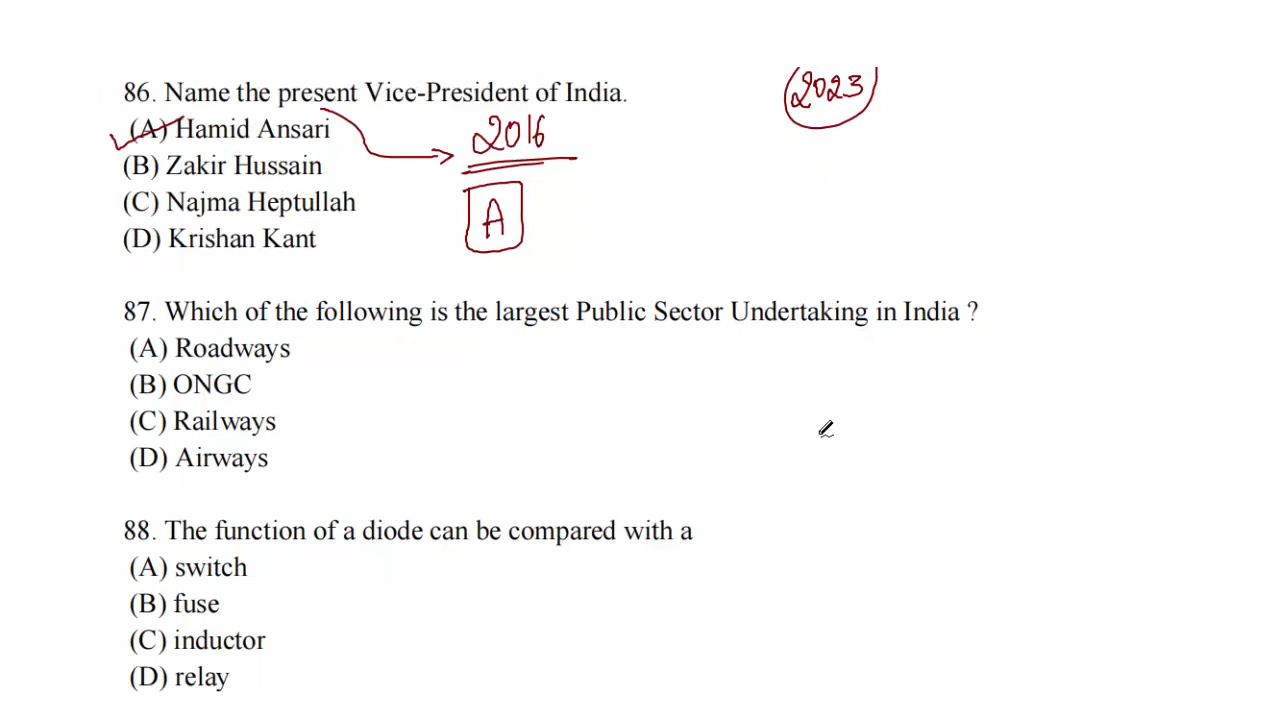 86. Name the present Vice-President of India.
2023
(A) Hamid Ansari
2016
(B) Zakir Hussain
(C) Najma Heptullah
A
(D) Krishan Kant
87. Which of the following is the largest Public Sector Undertaking in India ?
(A) Roadways
(B) ONGC
(C) Railways
(D) Airways
88. The function of a diode can be compared with a
(A) switch
(B) fuse
(C) inductor
(D) relay